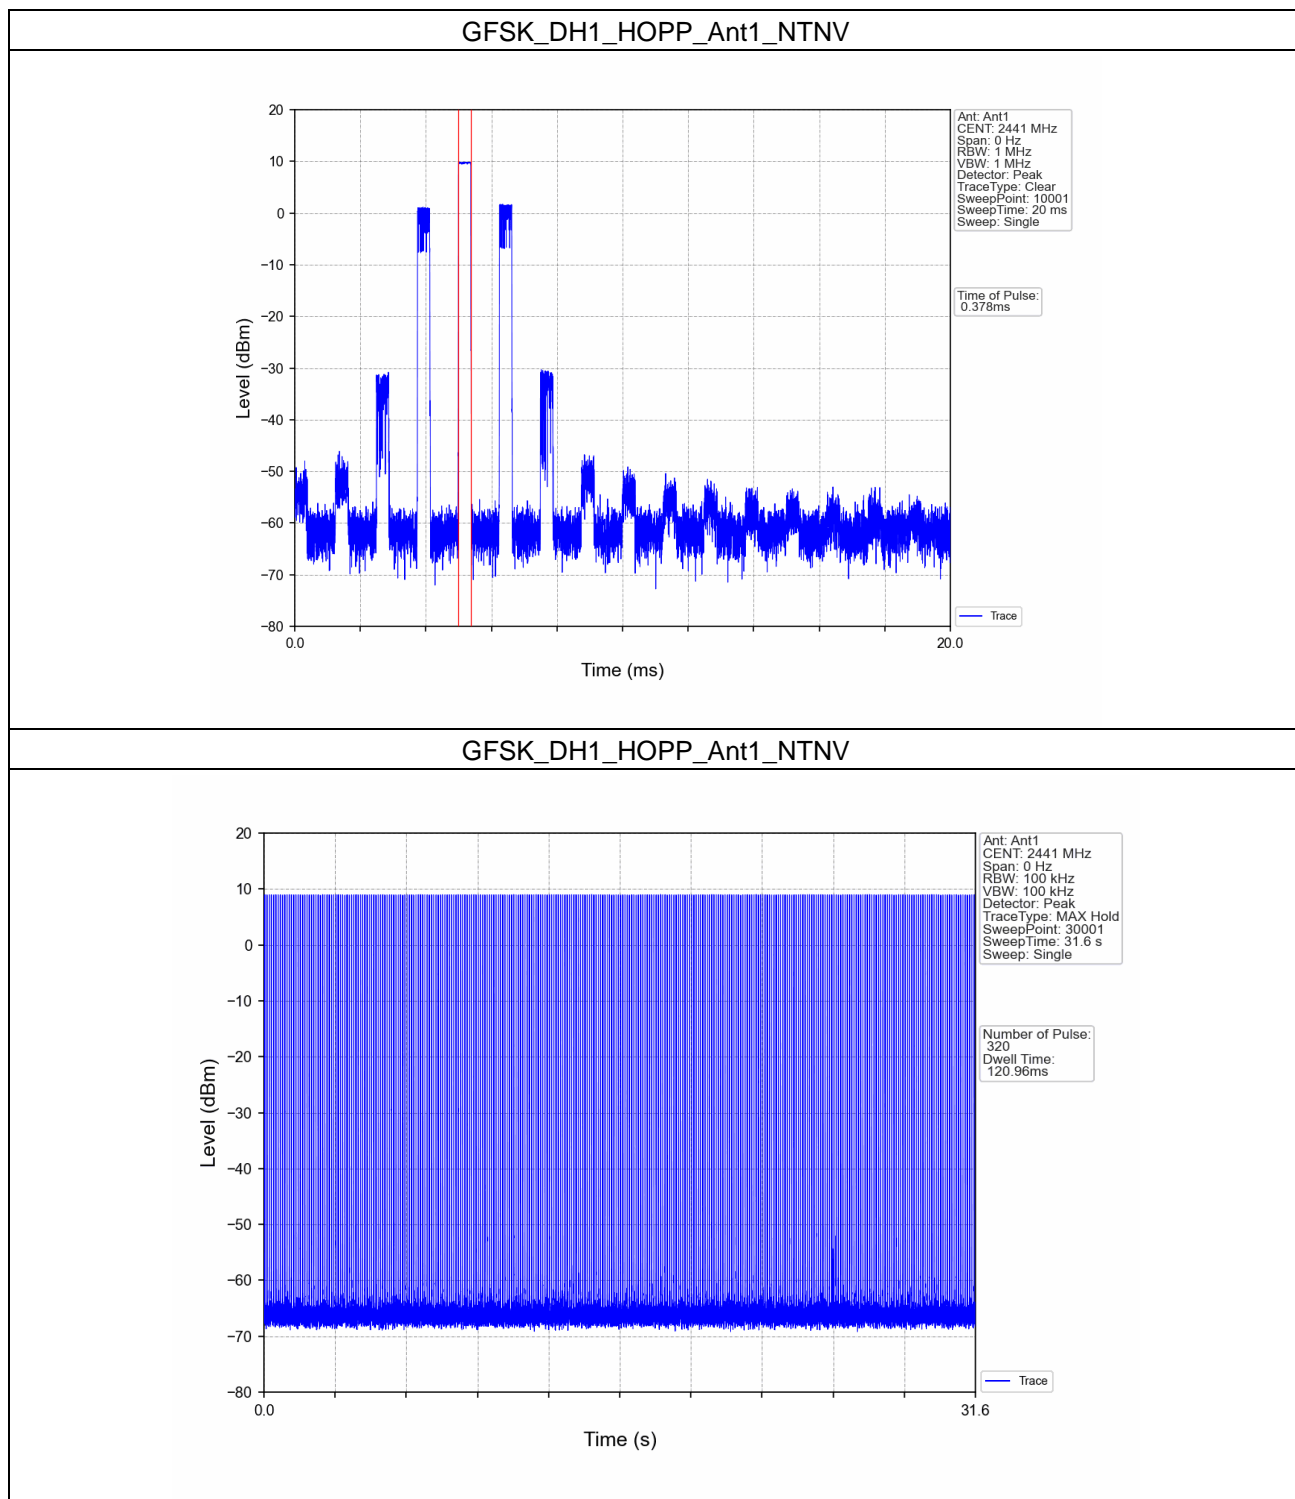 GFSK_DH1_HOPP_Ant1_NTNV
20
10
0
−10
−20
−30
−40
−50
−60
−70
−80
Level (dBm)
0.0
20.0
Time (ms)
Ant: Ant1
CENT: 2441 MHz
Span: 0 Hz
RBW: 1 MHz
VBW: 1 MHz
Detector: Peak
TraceType: Clear
SweepPoint: 10001
SweepTime: 20 ms
Sweep: Single
Time of Pulse:
0.378ms
Trace
GFSK_DH1_HOPP_Ant1_NTNV
20
10
0
−10
−20
−30
−40
−50
−60
−70
−80
Level (dBm)
0.0
31.6
Time (s)
Ant: Ant1
CENT: 2441 MHz
Span: 0 Hz
RBW: 100 kHz
VBW: 100 kHz
Detector: Peak
TraceType: MAX Hold
SweepPoint: 30001
SweepTime: 31.6 s
Sweep: Single
Number of Pulse:
320
Dwell Time:
120.96ms
Trace